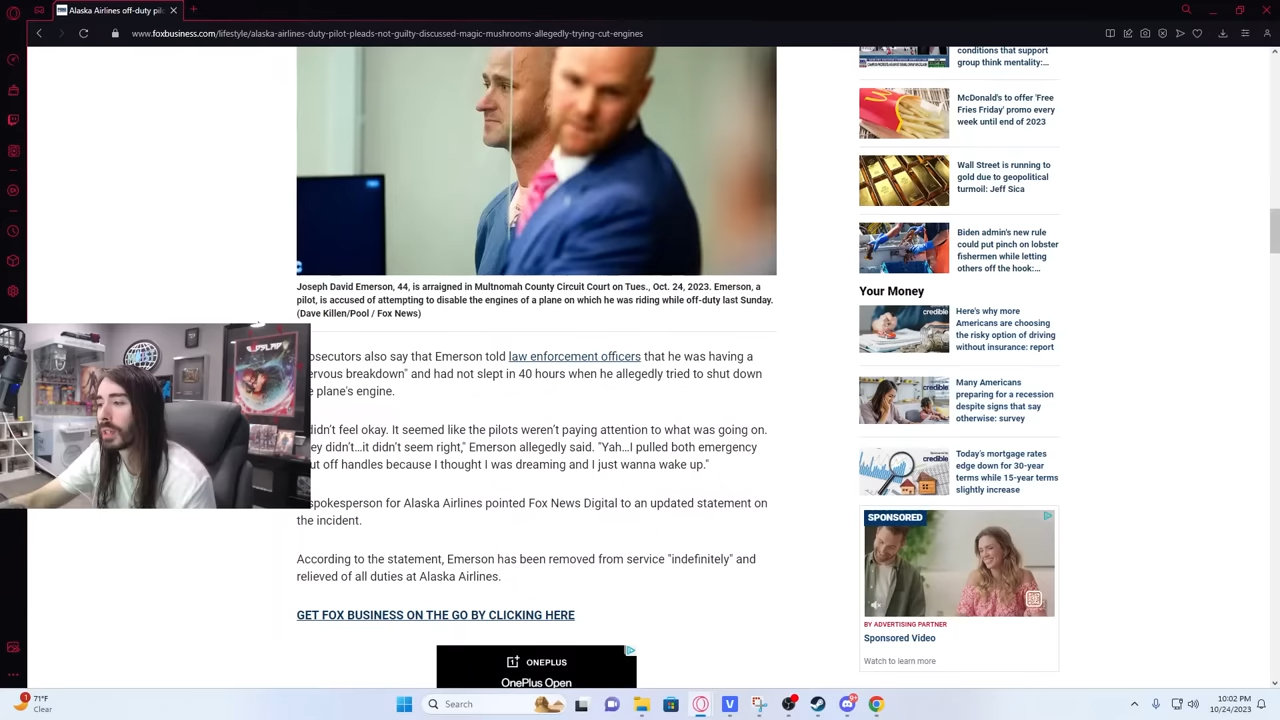 Alaska Airlines off-duty pilot
www.foxbusiness.com/lifestyle/alaska-airlines-duty-pilot-pleads-not-guilty-discussed-magic-mushrooms-allegedly-trying-cut-engines
conditions that support
group think mentality:...
McDonald's to offer 'Free
Fries Friday' promo every
week until end of 2023
Wall Street is running to
gold due to geopolitical
turmoil: Jeff Sica
Biden admin's new rule
could put pinch on lobster
fishermen while letting
others off the hook:...
Joseph David Emerson, 44, is arraigned in Multnomah County Circuit Court on Tues., Oct. 24, 2023. Emerson, a
pilot, is accused of attempting to disable the engines of a plane on which he was riding while off-duty last Sunday.
(Dave Killen/Pool / Fox News)
also say that Emerson told law enforcement officers that he was having a
breakdown" and had not slept in 40 hours when he allegedly tried to shut down
plane's engine.
feel okay. It seemed like the pilots weren't paying attention to what was going on.
didn't…it didn't seem right," Emerson allegedly said. "Yah…I pulled both emergency
off handles because I thought I was dreaming and I just wanna wake up."
spokesperson for Alaska Airlines pointed Fox News Digital to an updated statement on
the incident.
According to the statement, Emerson has been removed from service "indefinitely" and
relieved of all duties at Alaska Airlines.
GET FOX BUSINESS ON THE GO BY CLICKING HERE
ONEPLUS
OnePlus Open
Your Money
credible
Here's why more
Americans are choosing
the risky option of driving
without insurance: report
credible
Many Americans
preparing for a recession
despite signs that say
otherwise: survey
credible
Today's mortgage rates
edge down for 30-year
terms while 15-year terms
slightly increase
SPONSORED
BY ADVERTISING PARTNER
Sponsored Video
Watch to learn more
71°F
Clear
Search
10:02 PM
10/24/2023